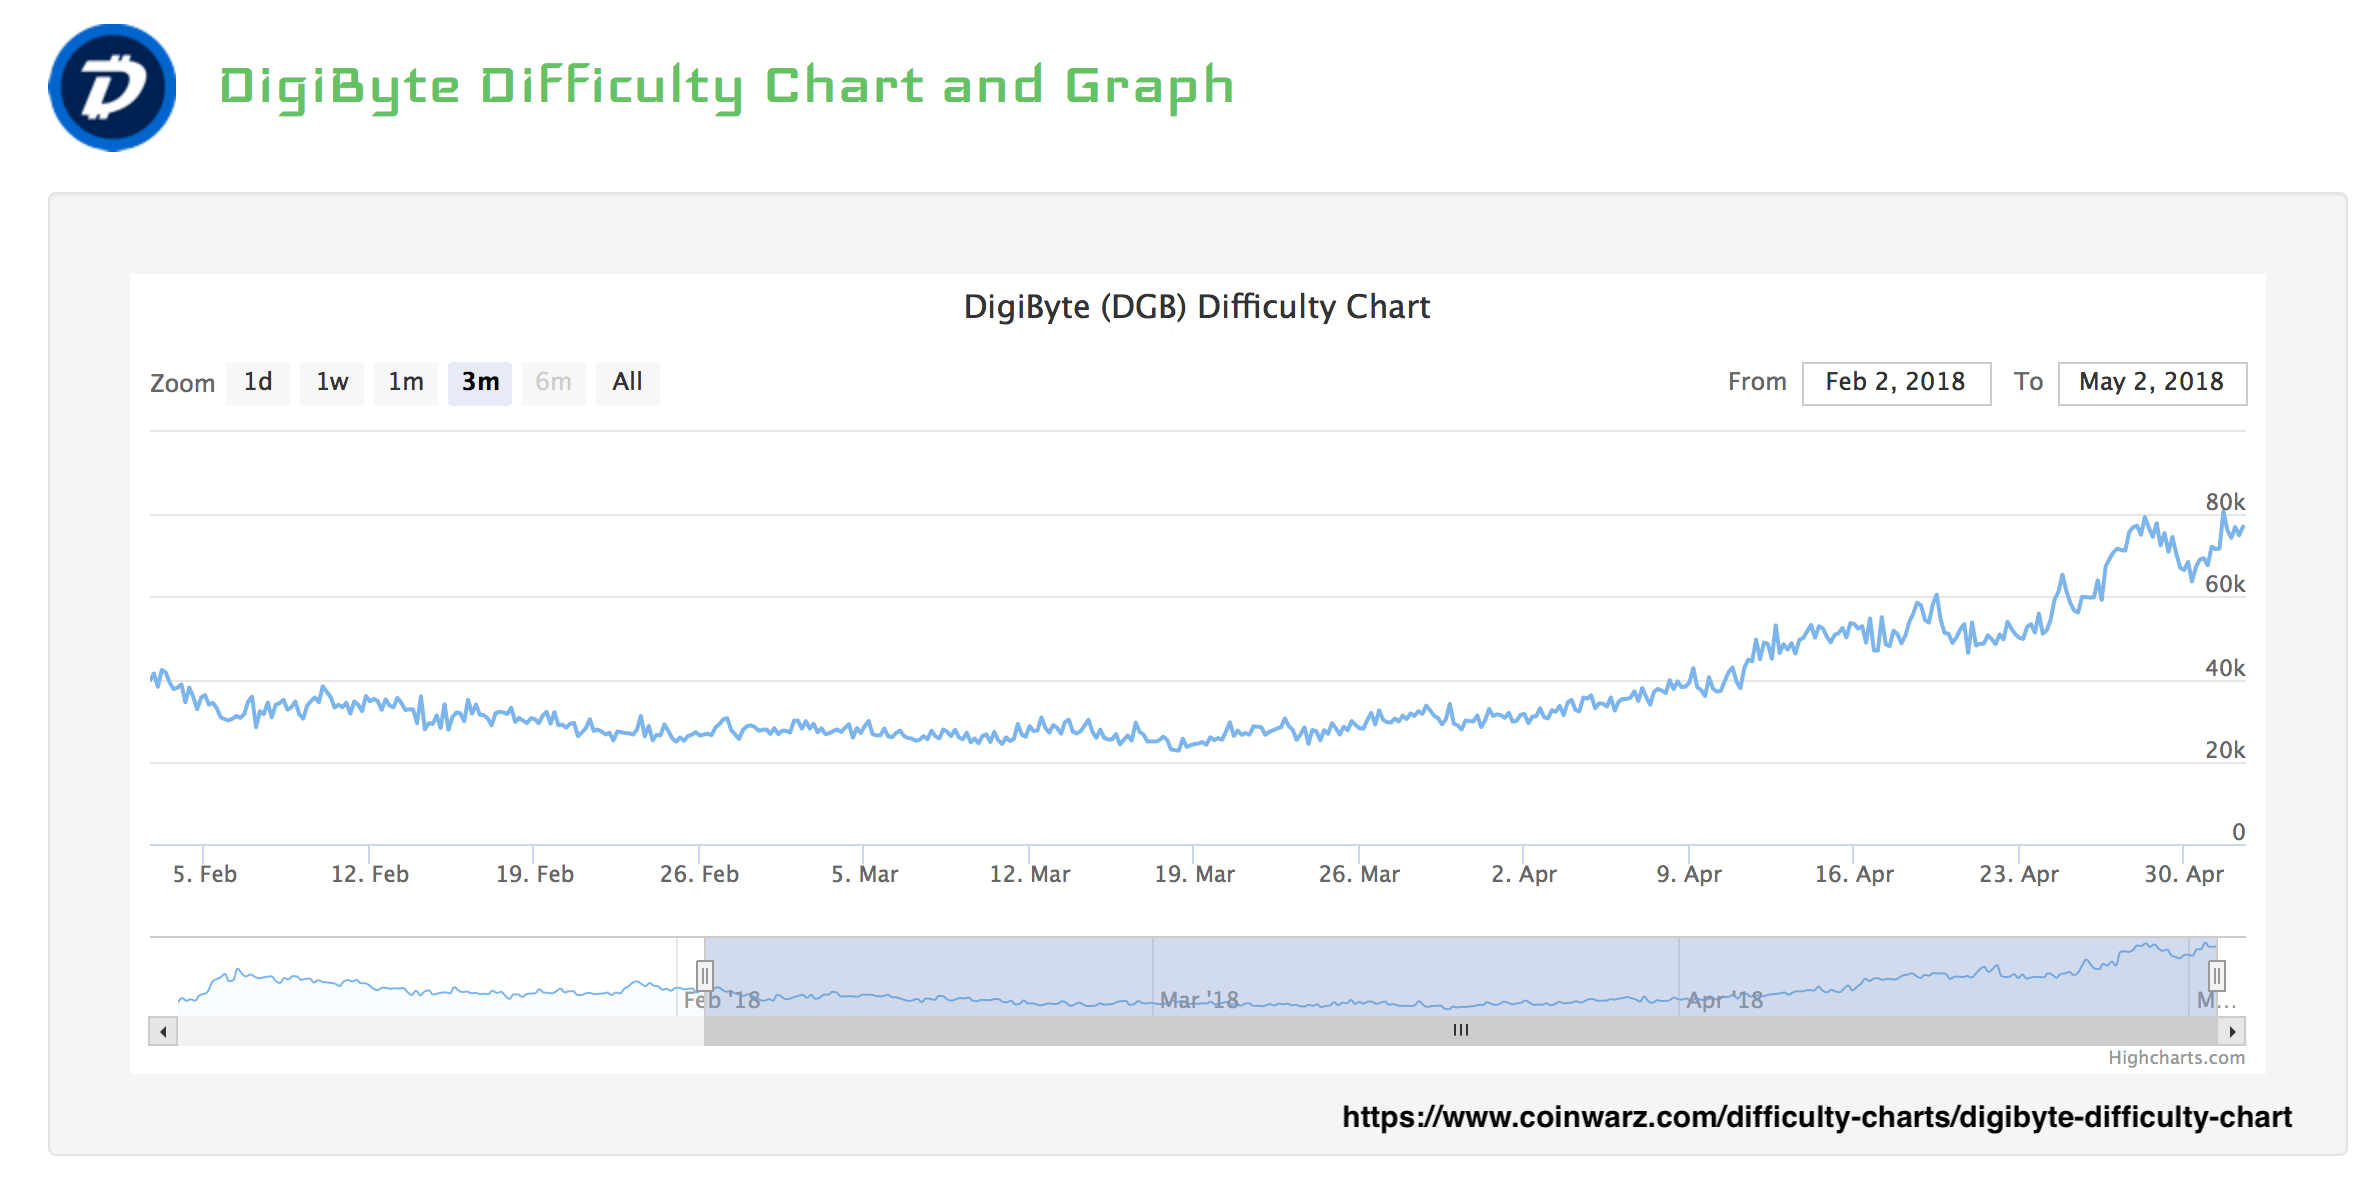 DigiByte Difficulty Chart and Graph
DigiByte (DGB) Difficulty Chart
Zoom 1d 1w 1m 3m 6m All From Feb 2, 2018 To May 2, 2018
80k
60k
40k
20k
0
5. Feb 12. Feb 19. Feb 26. Feb 5. Mar 12. Mar 19. Mar 26. Mar 2. Apr 9. Apr 16. Apr 23. Apr 30. Apr
Feb '18 Mar '18 Apr '18 M...
Highcharts.com
https://www.coinwarz.com/difficulty-charts/digibyte-difficulty-chart